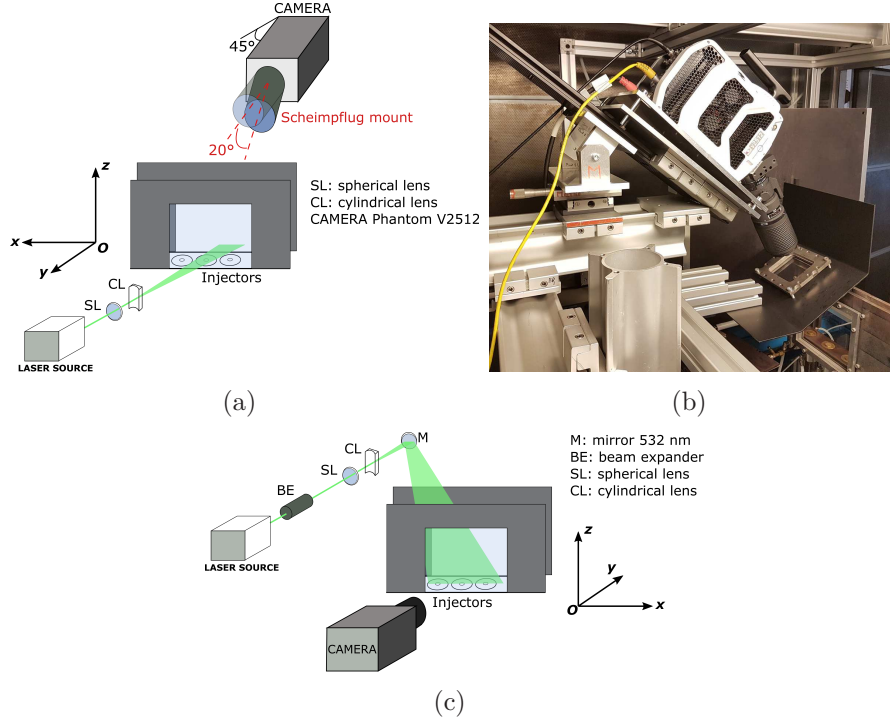 CAMERA
45°
Scheimpflug mount
20°
z
x
O
y
SL: spherical lens
CL: cylindrical lens
CAMERA Phantom V2512
Injectors
CL
SL
LASER SOURCE
M
(a)
(b)
M
CL
SL
BE
LASER SOURCE
M: mirror 532 nm
BE: beam expander
SL: spherical lens
CL: cylindrical lens
z
y
O
x
Injectors
CAMERA
(c)